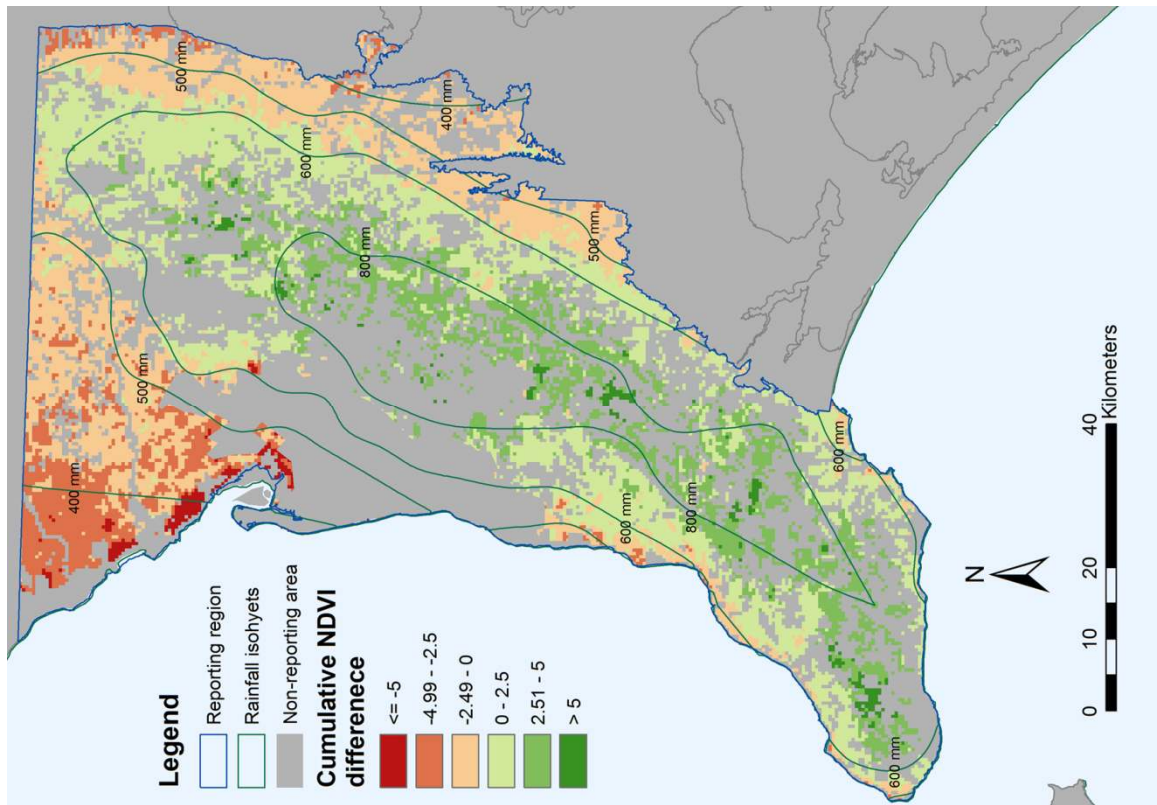 500 mm
400 mm
600 mm
500 mm
800 mm
500 mm
400 mm
600 mm
600 mm
800 mm
600 mm
Legend
Reporting region
Rainfall isohyets
Non-reporting area
Cumulative NDVI
differenece
<= -5
-4.99 - -2.5
-2.49 - 0
0 - 2.5
2.51 - 5
> 5
N
0 10 20 40
Kilometers